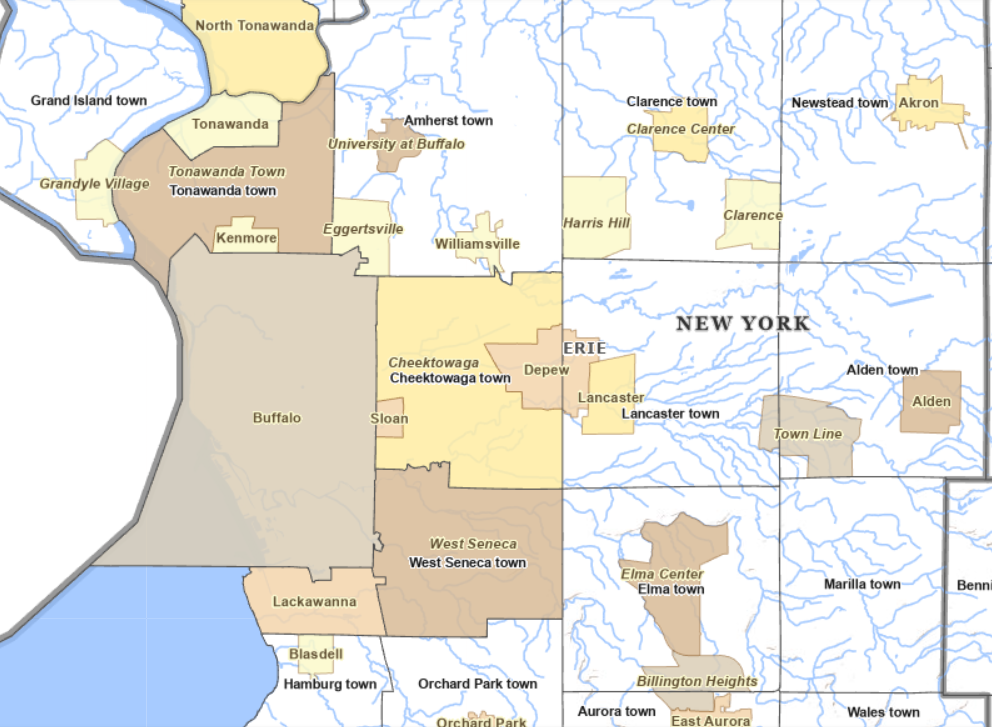 North Tonawanda
Grand Island town
Clarence town
Newstead town
Akron
Tonawanda
Amherst town
Clarence Center
University at Buffalo
Tonawanda Town
Tonawanda town
Grandyle Village
Kenmore
Eggertsville
Williamsville
Harris Hill
Clarence
NEW YORK
ERIE
Cheektowaga
Cheektowaga town
Depew
Alden town
Lancaster
Lancaster town
Alden
Buffalo
Sloan
Town Line
West Seneca
West Seneca town
Elma Center
Elma town
Marilla town
Benni
Lackawanna
Blasdell
Hamburg town
Orchard Park town
Billington Heights
Aurora town
Wales town
Orchard Park
East Aurora